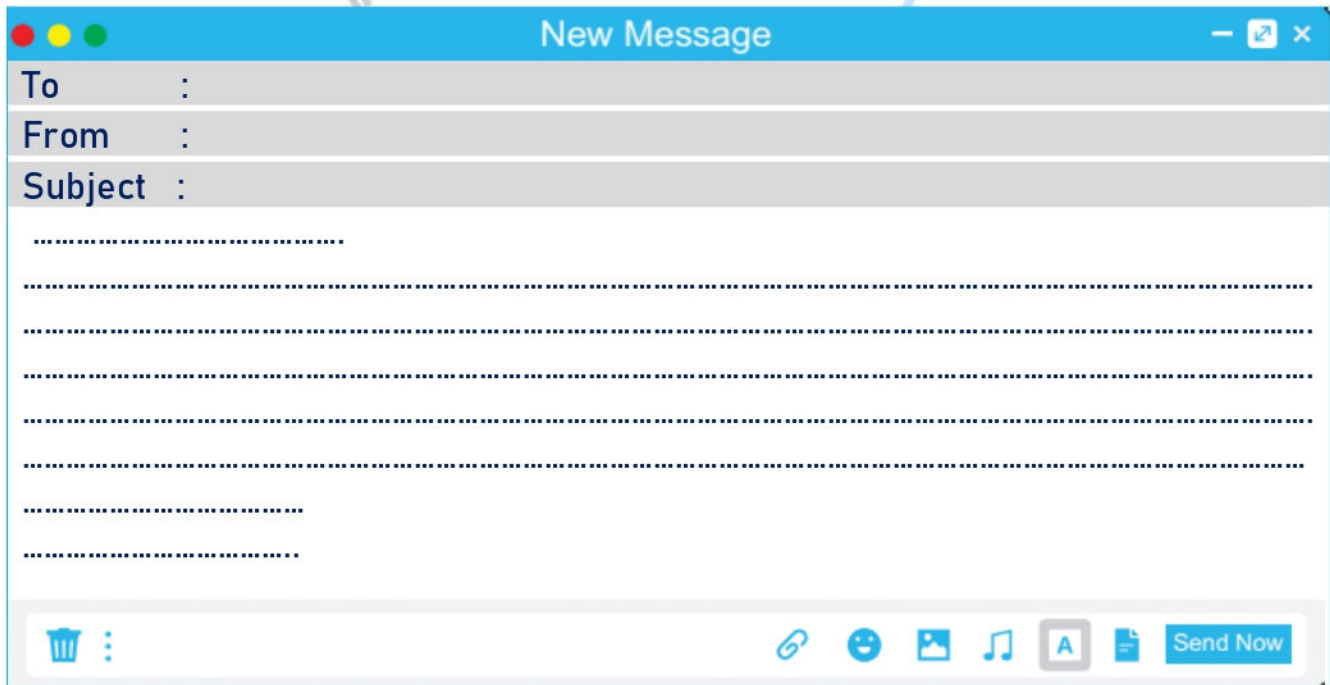 New Message
To :
From :
Subject :
…………………………………….
…………………………………………………………………………………………………………………………………………………………….
…………………………………………………………………………………………………………………………………………………………….
…………………………………………………………………………………………………………………………………………………………….
…………………………………………………………………………………………………………………………………………………………….
……………………………………………………………………………………………………………………………………………………………
…………………………………
………………………………..
A
Send Now